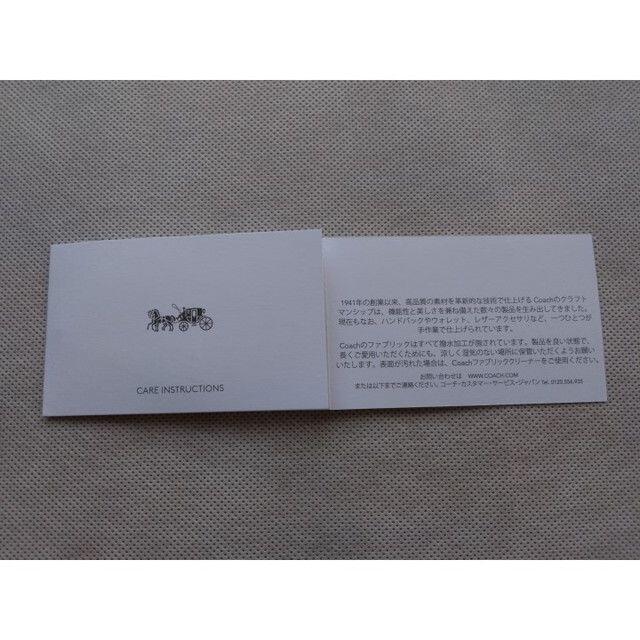 CARE INSTRUCTIONS
1941年の創業以来、高品質の素材を革新的な技術で仕上げる Coachのクラフト
マンシップは、機能性と美しさを兼ね備えた数々の製品を生み出してきました。
現在もなお、ハンドバックやウォレット、レザーアクセサリなど、一つひとつが
手作業で仕上げられています。
Coachのファブリックはすべて撥水加工が施されています。製品を良い状態で、
長くご愛用いただくためにも、涼しく湿気のない場所に保管いただくようお願い
いたします。表面が汚れた場合は、Coachファブリッククリーナーをご使用ください。
お問い合わせは WWW.COACH.COM
または以下までご連絡ください。コーチ・カスタマー・サービス・ジャパン Tel. 0120.556.935